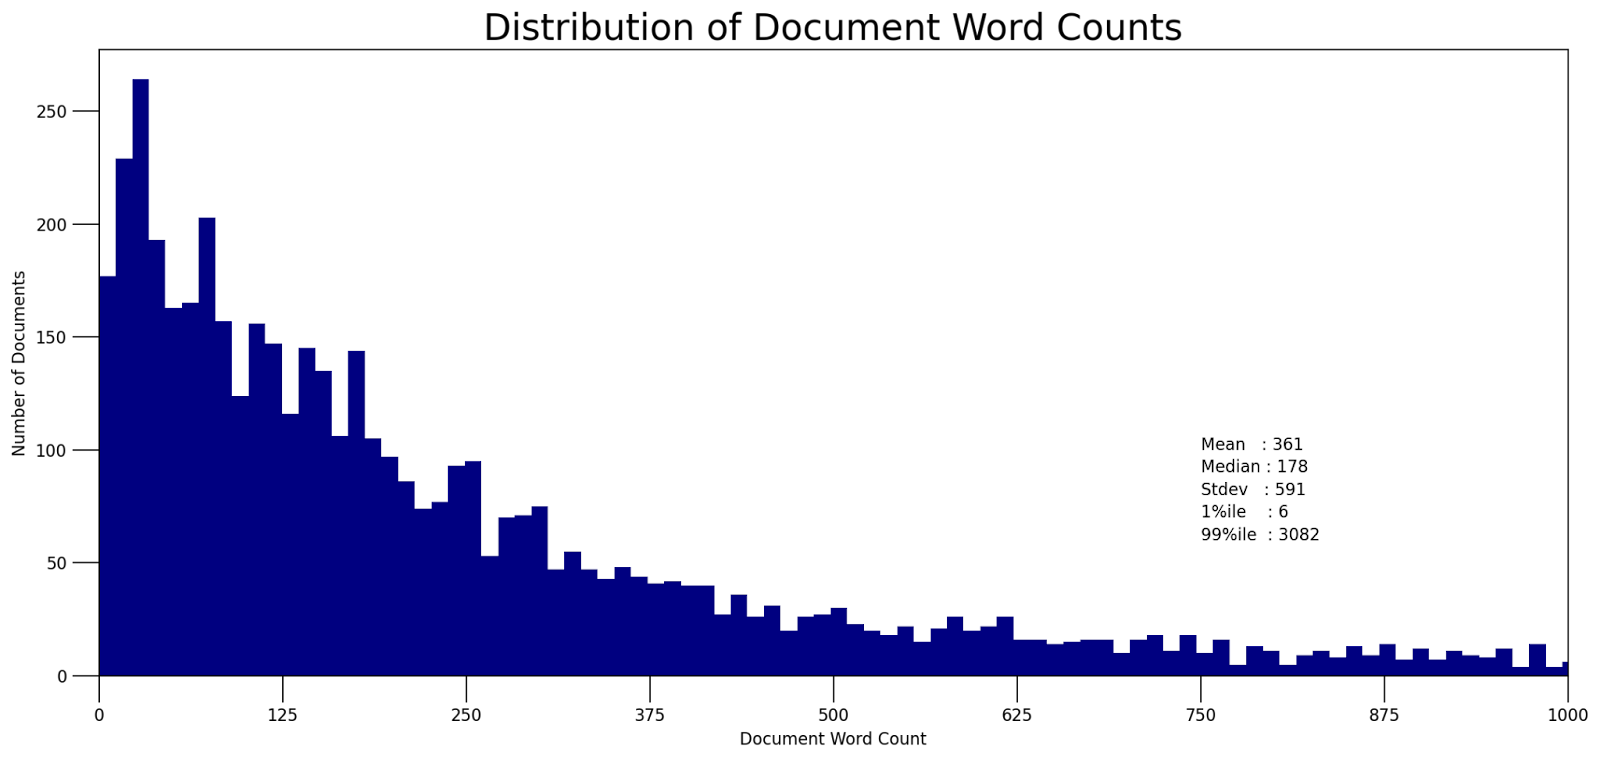 Distribution of Document Word Counts
250
200
150
100
50
0
Number of Documents
Mean : 361
Median : 178
Stdev : 591
1%ile : 6
99%ile : 3082
0 125 250 375 500 625 750 875 1000
Document Word Count